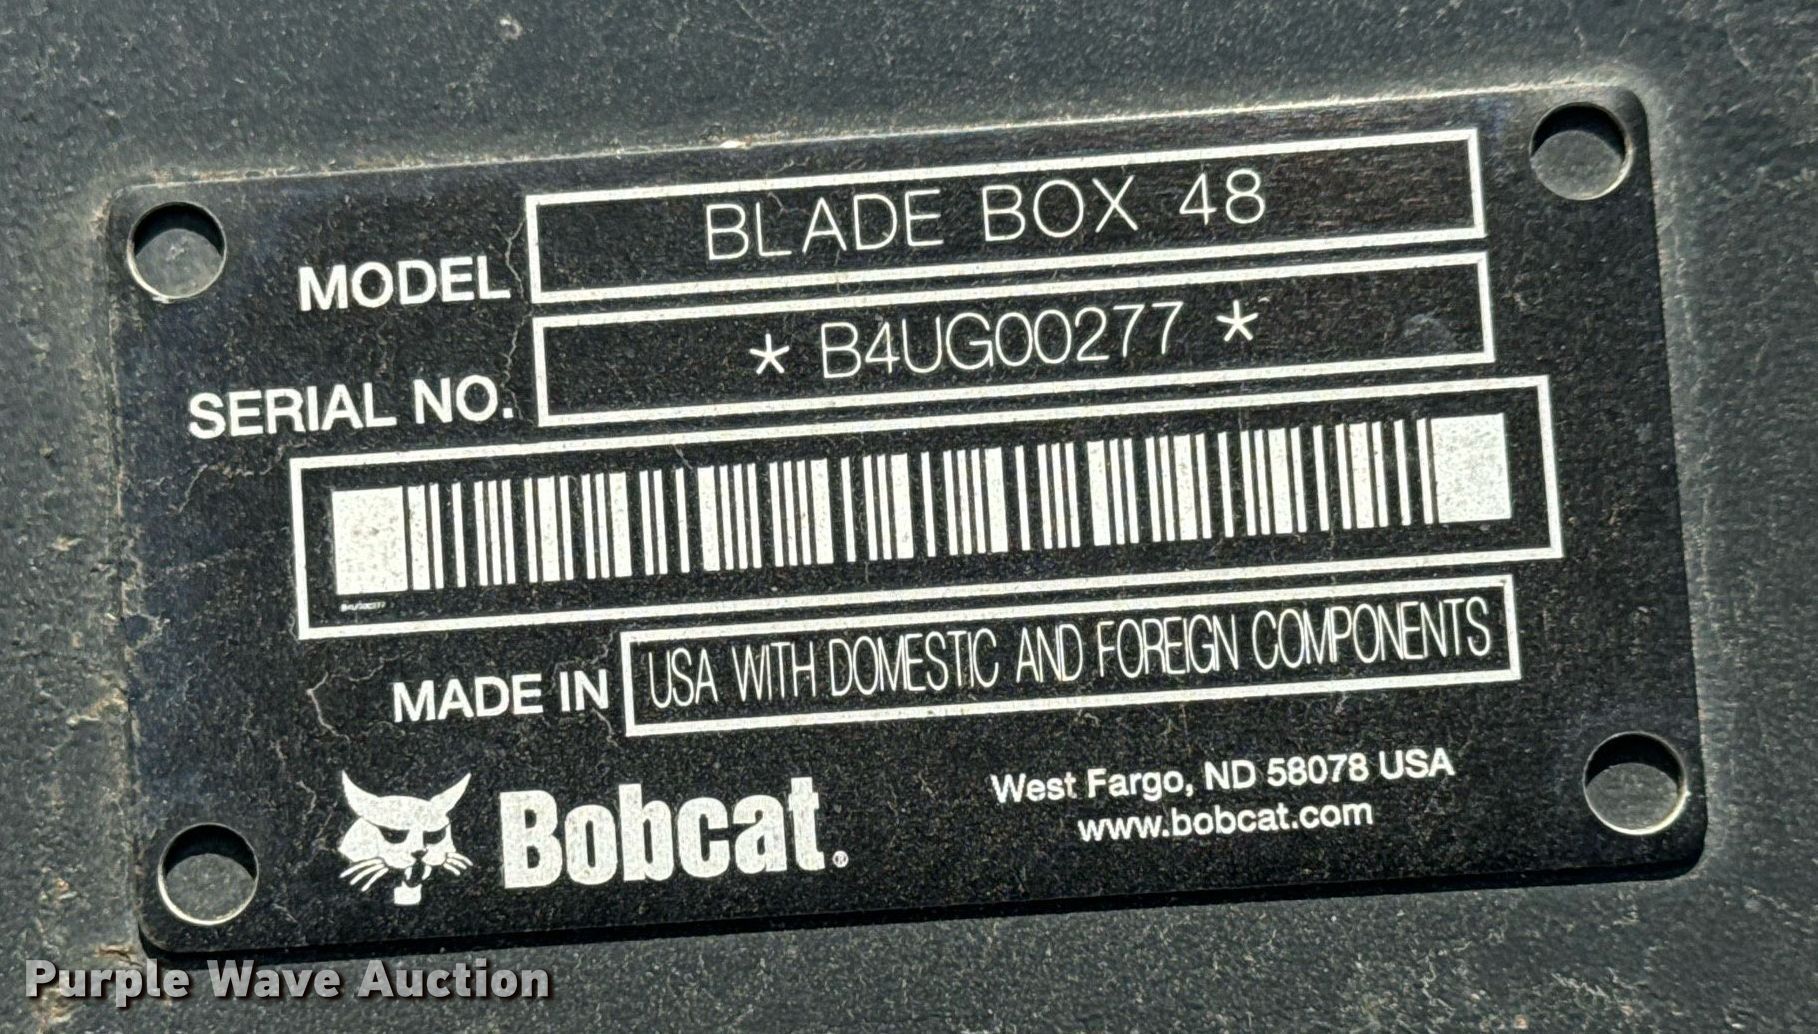 MODEL BLADE BOX 48
SERIAL NO. * B4UG00277 *
B4UG00277
MADE IN USA WITH DOMESTIC AND FOREIGN COMPONENTS
Bobcat®
West Fargo, ND 58078 USA
www.bobcat.com
Purple Wave Auction